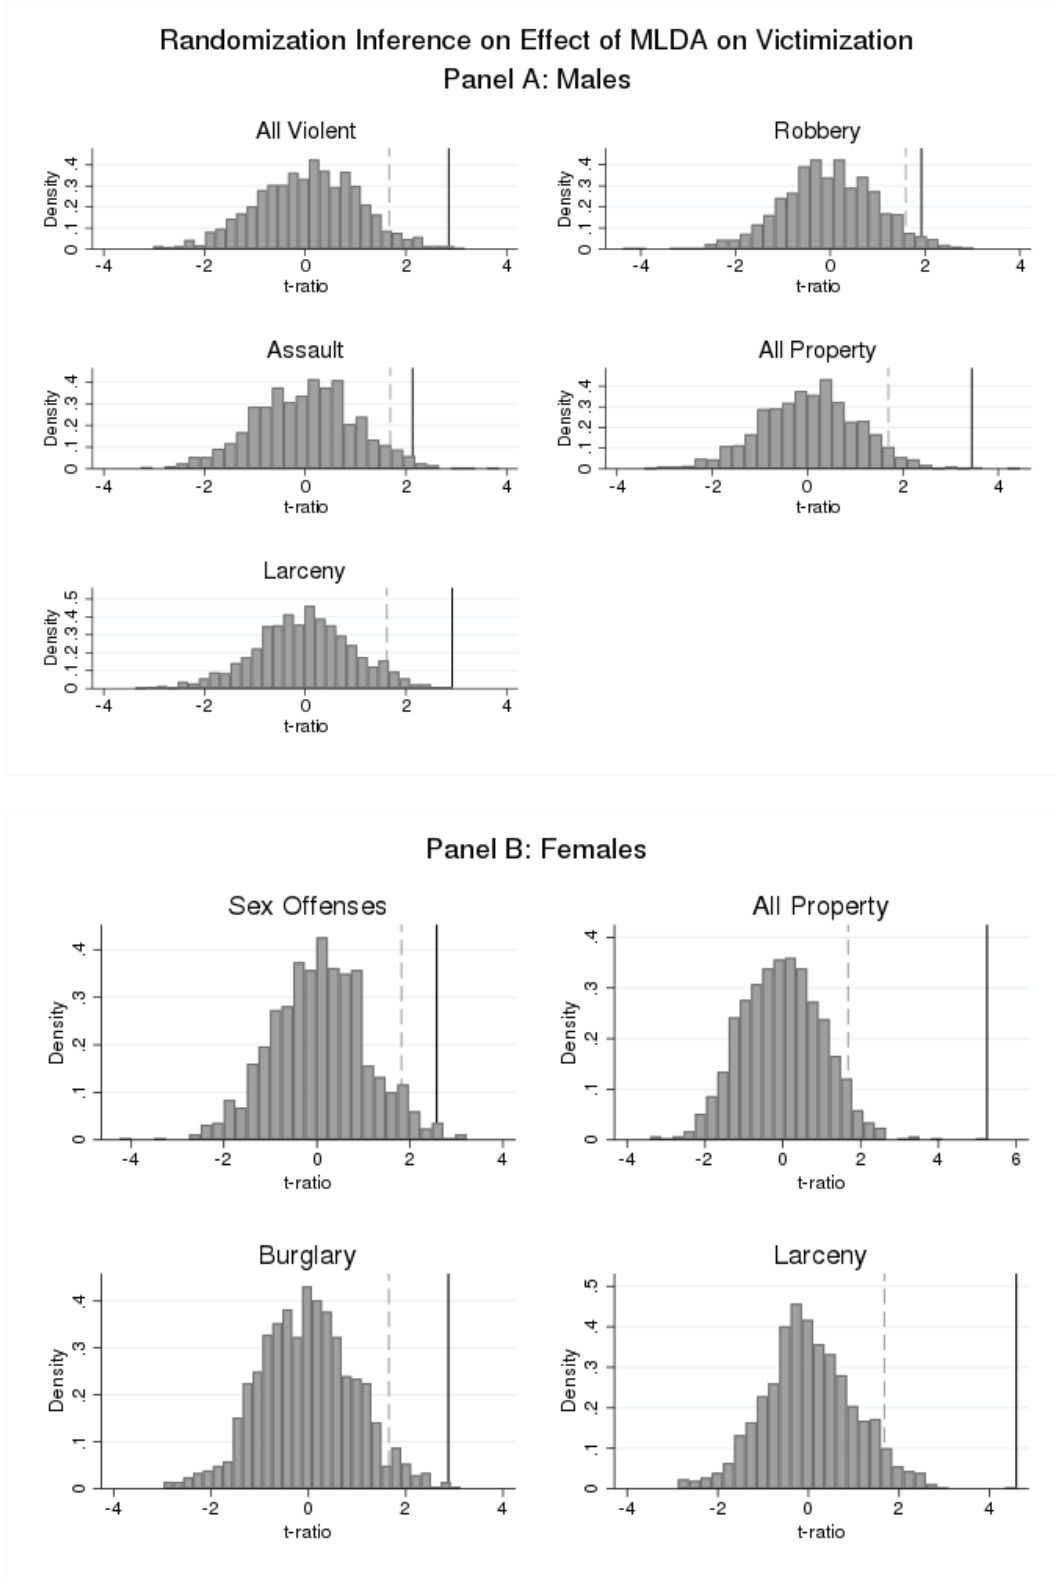 Randomization Inference on Effect of MLDA on Victimization
Panel A: Males
All Violent
Density
0 .1 .2 .3 .4
-4 -2 0 2 4
t-ratio
Robbery
Density
0 .1 .2 .3 .4
-4 -2 0 2 4
t-ratio
Assault
Density
0 .1 .2 .3 .4
-4 -2 0 2 4
t-ratio
All Property
Density
0 .1 .2 .3 .4
-4 -2 0 2 4
t-ratio
Larceny
Density
0 .1 .2 .3 .4 .5
-4 -2 0 2 4
t-ratio
Panel B: Females
Sex Offenses
Density
0 .1 .2 .3 .4
-4 -2 0 2 4
t-ratio
All Property
Density
0 .1 .2 .3 .4
-4 -2 0 2 4 6
t-ratio
Burglary
Density
0 .1 .2 .3 .4
-4 -2 0 2 4
t-ratio
Larceny
Density
0 .1 .2 .3 .4 .5
-4 -2 0 2 4
t-ratio